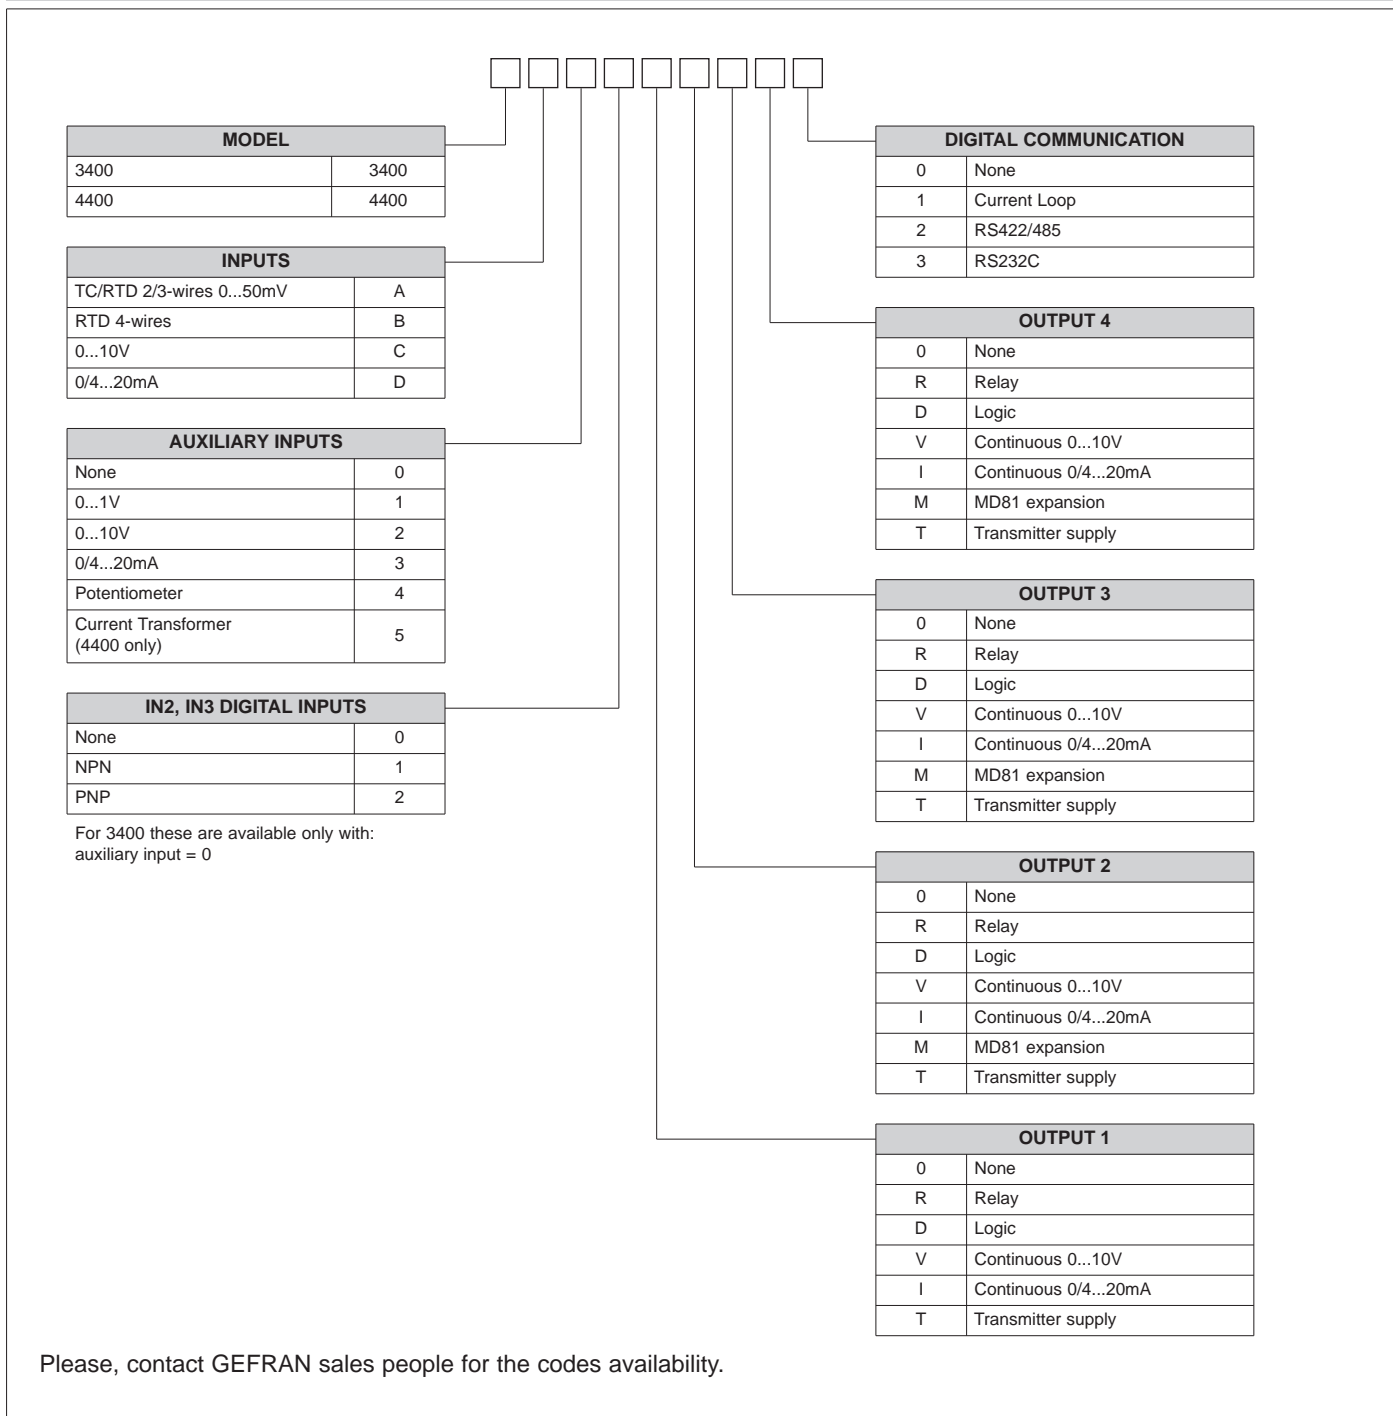 MODEL
3400 3400
4400 4400
INPUTS
TC/RTD 2/3-wires 0...50mV A
RTD 4-wires B
0...10V C
0/4...20mA D
AUXILIARY INPUTS
None 0
0...1V 1
0...10V 2
0/4...20mA 3
Potentiometer 4
Current Transformer
(4400 only) 5
IN2, IN3 DIGITAL INPUTS
None 0
NPN 1
PNP 2
For 3400 these are available only with:
auxiliary input = 0
DIGITAL COMMUNICATION
0 None
1 Current Loop
2 RS422/485
3 RS232C
OUTPUT 4
0 None
R Relay
D Logic
V Continuous 0...10V
I Continuous 0/4...20mA
M MD81 expansion
T Transmitter supply
OUTPUT 3
0 None
R Relay
D Logic
V Continuous 0...10V
I Continuous 0/4...20mA
M MD81 expansion
T Transmitter supply
OUTPUT 2
0 None
R Relay
D Logic
V Continuous 0...10V
I Continuous 0/4...20mA
M MD81 expansion
T Transmitter supply
OUTPUT 1
0 None
R Relay
D Logic
V Continuous 0...10V
I Continuous 0/4...20mA
T Transmitter supply
Please, contact GEFRAN sales people for the codes availability.